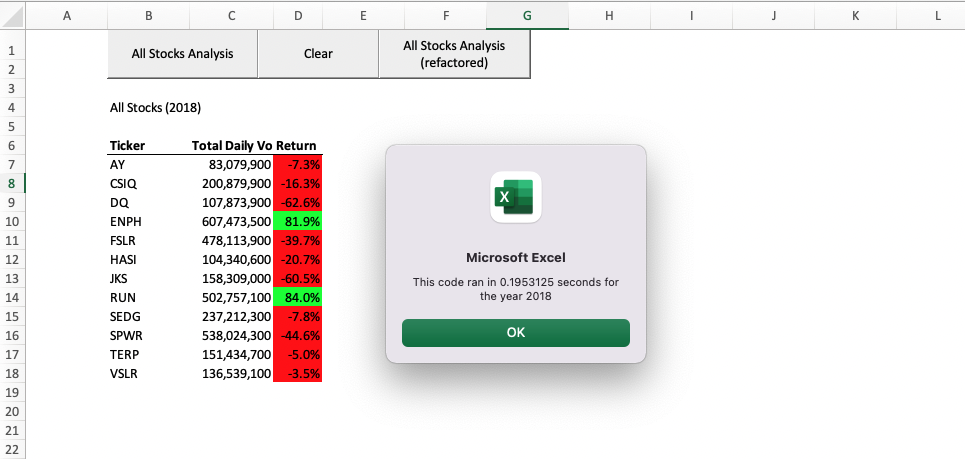 A B C D E F G H I J K L
1 All Stocks Analysis Clear All Stocks Analysis
2 (refactored)
3
4 All Stocks (2018)
5
6 Ticker Total Daily Vo Return
7 AY 83,079,900 -7.3%
8 CSIQ 200,879,900 -16.3%
9 DQ 107,873,900 -62.6%
10 ENPH 607,473,500 81.9%
11 FSLR 478,113,900 -39.7%
12 HASI 104,340,600 -20.7%
13 JKS 158,309,000 -60.5%
14 RUN 502,757,100 84.0%
15 SEDG 237,212,300 -7.8%
16 SPWR 538,024,300 -44.6%
17 TERP 151,434,700 -5.0%
18 VSLR 136,539,100 -3.5%
19
20
21
22
X
Microsoft Excel
This code ran in 0.1953125 seconds for
the year 2018
OK